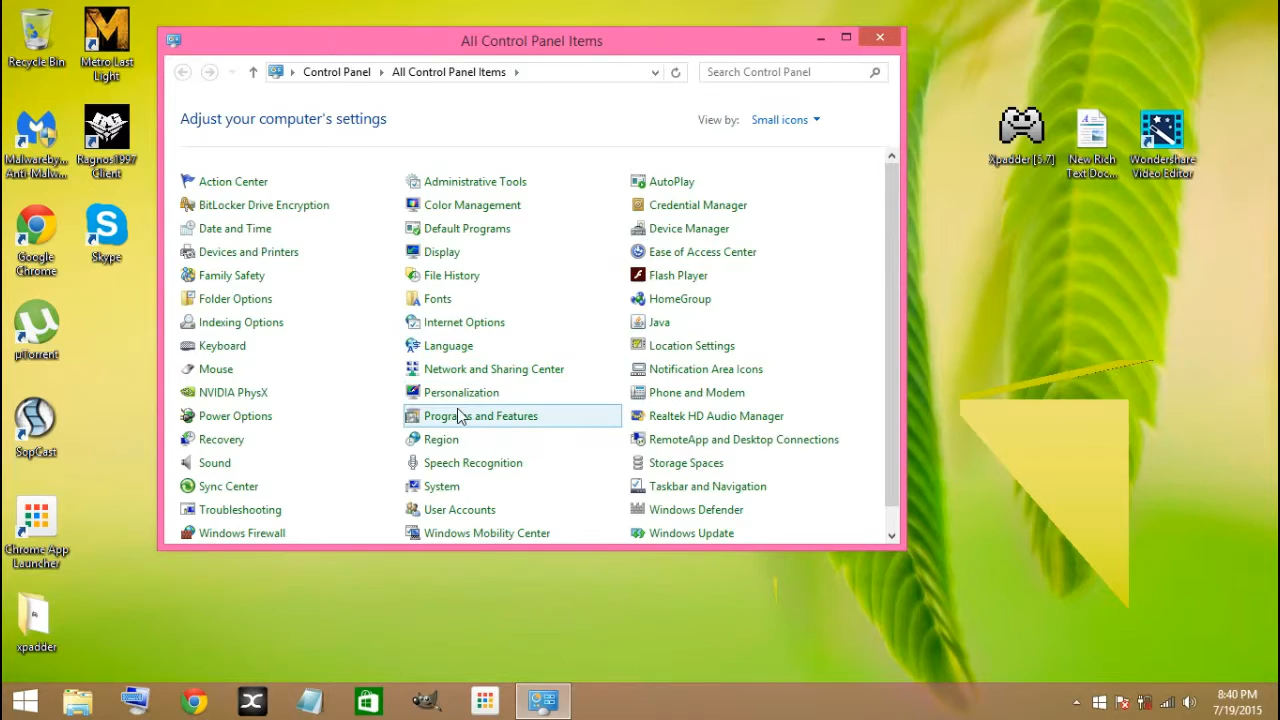 Recycle Bin
Metro Last
Light
Malwareby...
Anti-Malw...
Ragnos1997
Client
Google
Chrome
Skype
µTorrent
SopCast
Chrome App
Launcher
xpadder
All Control Panel Items
Control Panel
All Control Panel Items
Search Control Panel
Adjust your computer's settings
View by: Small icons
Action Center
Administrative Tools
AutoPlay
BitLocker Drive Encryption
Color Management
Credential Manager
Date and Time
Default Programs
Device Manager
Devices and Printers
Display
Ease of Access Center
Family Safety
File History
Flash Player
Folder Options
Fonts
HomeGroup
Indexing Options
Internet Options
Java
Keyboard
Language
Location Settings
Mouse
Network and Sharing Center
Notification Area Icons
NVIDIA PhysX
Personalization
Phone and Modem
Power Options
Programs and Features
Realtek HD Audio Manager
Recovery
Region
RemoteApp and Desktop Connections
Sound
Speech Recognition
Storage Spaces
Sync Center
System
Taskbar and Navigation
Troubleshooting
User Accounts
Windows Defender
Windows Firewall
Windows Mobility Center
Windows Update
Xpadder [5.7]
New Rich
Text Doc...
Wondershare
Video Editor
8:40 PM
7/19/2015